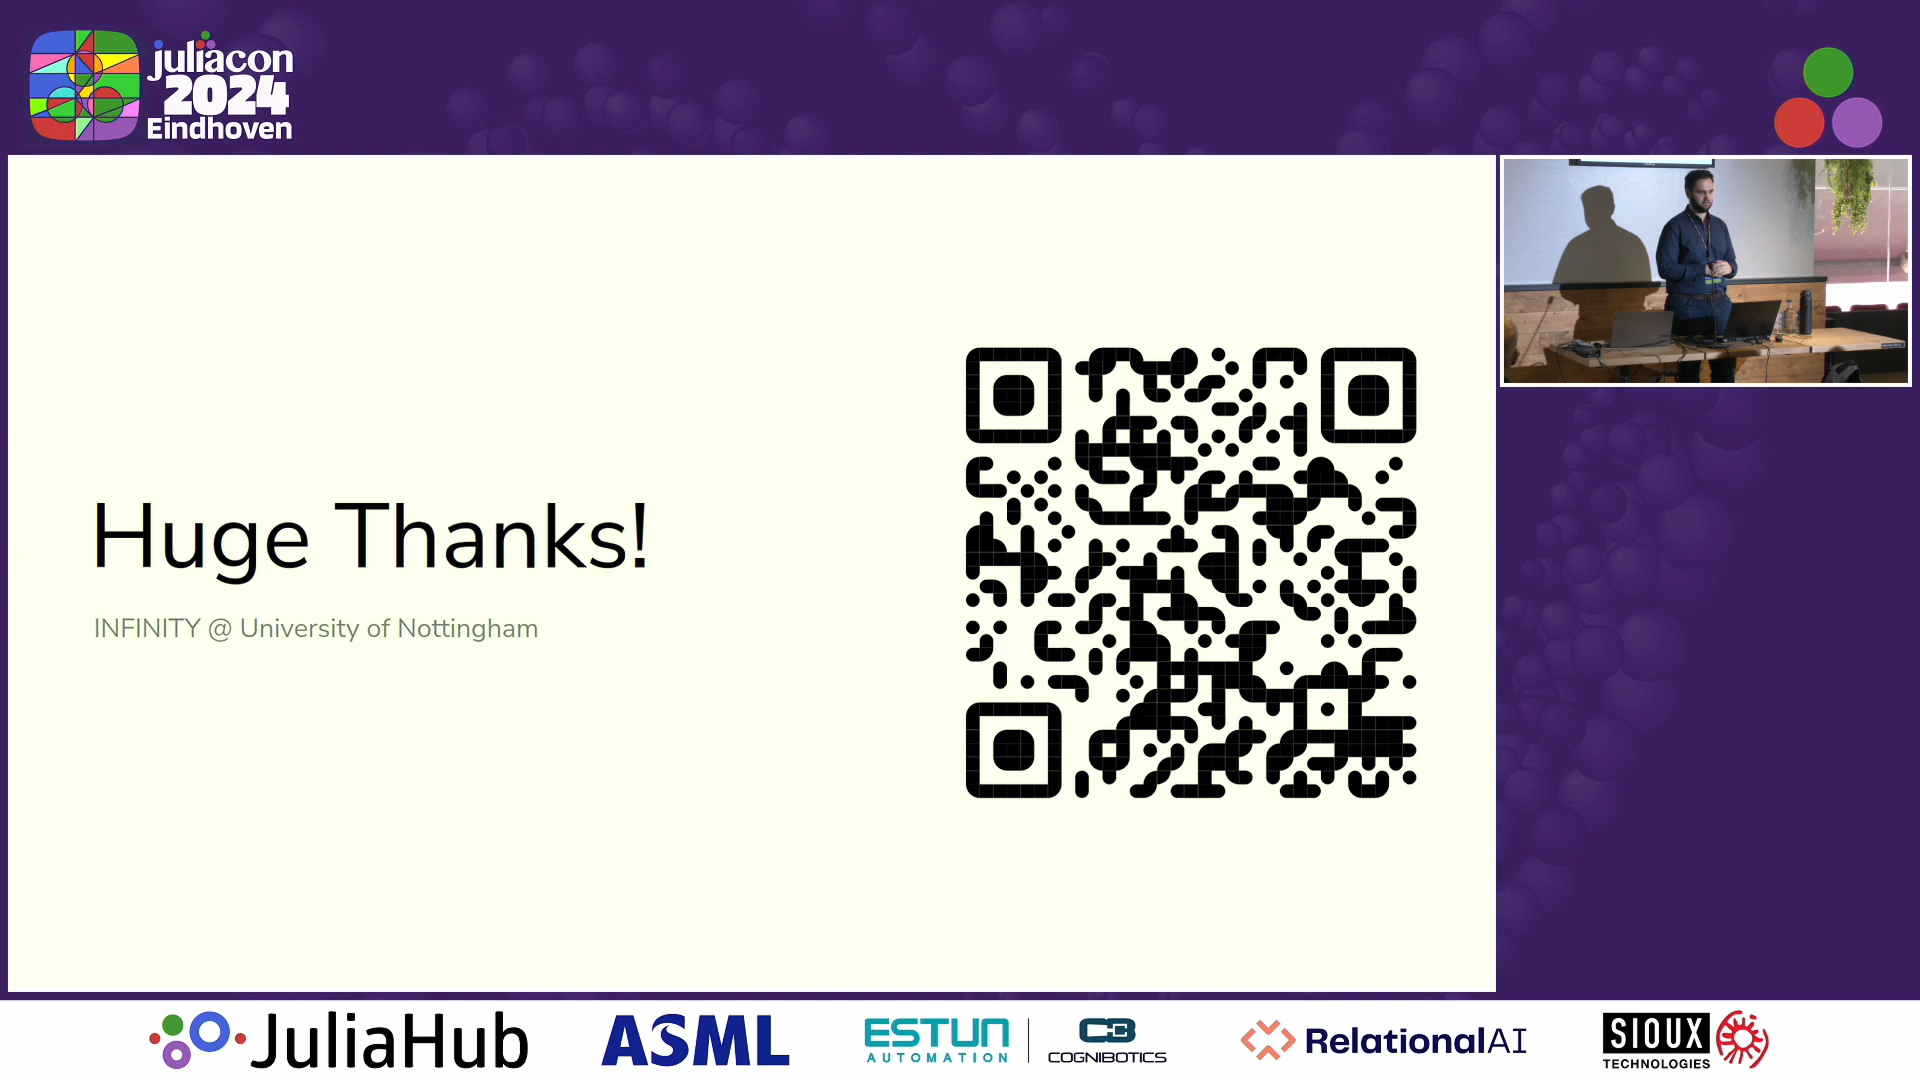 juliacon
2024
Eindhoven
Huge Thanks!
INFINITY @ University of Nottingham
JuliaHub
ASML
ESTUN
AUTOMATION
COGNIBOTICS
RelationalAI
SIOUX
TECHNOLOGIES